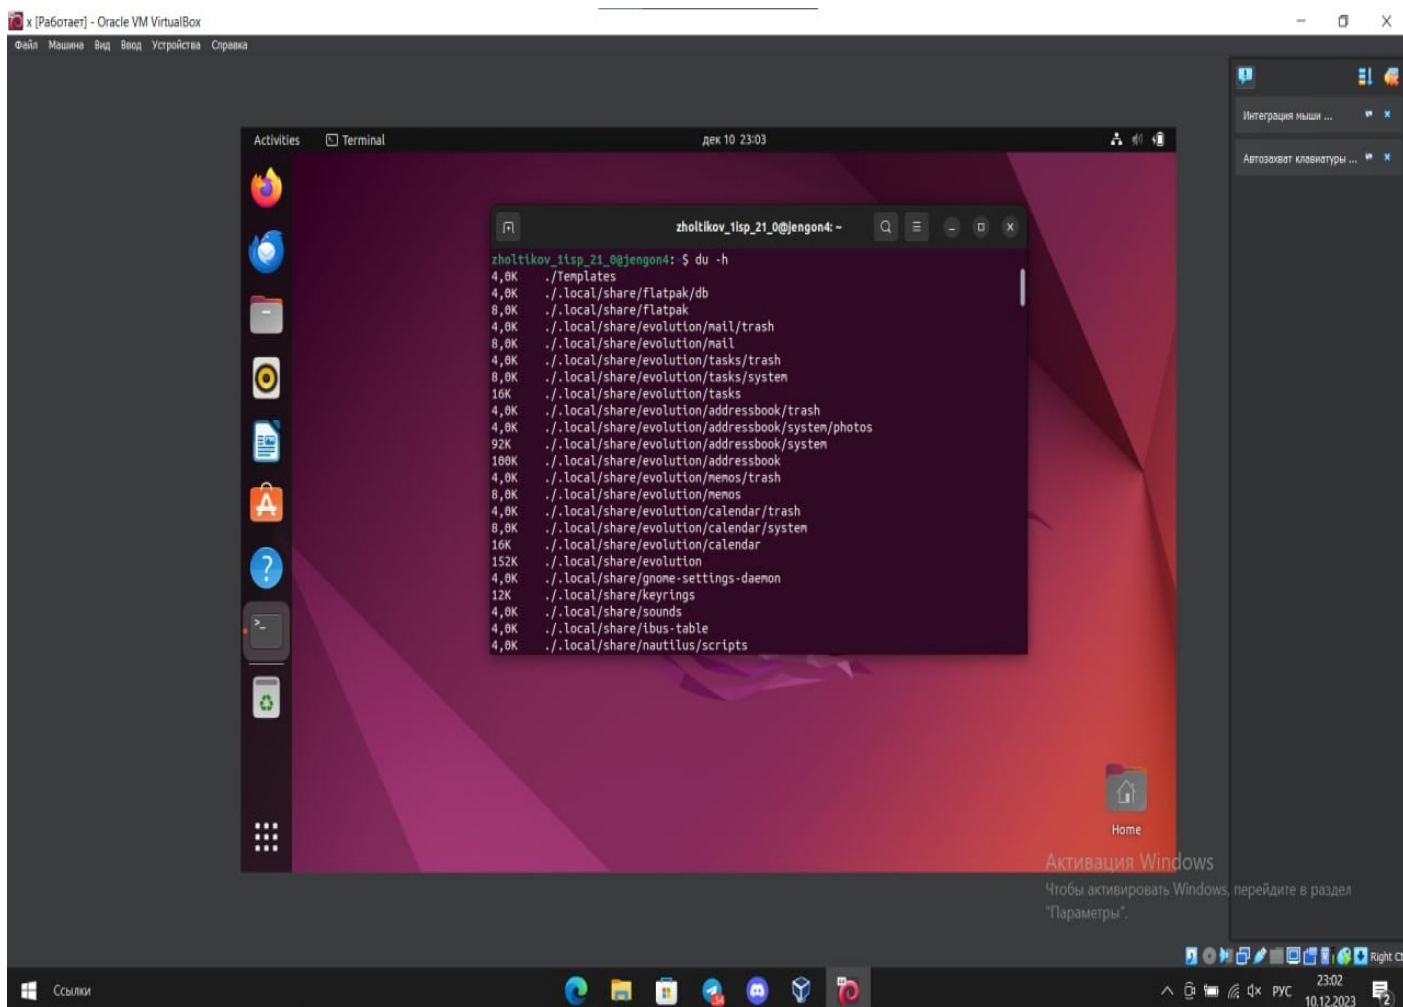 x [Работает] - Oracle VM VirtualBox
Файл Машина Вид Ввод Устройства Справка
Интеграция мыши ...
Автозахват клавиатуры ...
Activities Terminal дек 10 23:03
zholtikov_1isp_21_0@jengon4: ~
zholtikov_1isp_21_0@jengon4:~$ du -h
4,0K ./Templates
4,0K ./.local/share/flatpak/db
8,0K ./.local/share/flatpak
4,0K ./.local/share/evolution/mail/trash
8,0K ./.local/share/evolution/mail
4,0K ./.local/share/evolution/tasks/trash
8,0K ./.local/share/evolution/tasks/system
16K ./.local/share/evolution/tasks
4,0K ./.local/share/evolution/addressbook/trash
4,0K ./.local/share/evolution/addressbook/system/photos
92K ./.local/share/evolution/addressbook/system
100K ./.local/share/evolution/addressbook
4,0K ./.local/share/evolution/memos/trash
8,0K ./.local/share/evolution/memos
4,0K ./.local/share/evolution/calendar/trash
8,0K ./.local/share/evolution/calendar/system
16K ./.local/share/evolution/calendar
152K ./.local/share/evolution
4,0K ./.local/share/gnome-settings-daemon
12K ./.local/share/keyrings
4,0K ./.local/share/sounds
4,0K ./.local/share/ibus-table
4,0K ./.local/share/nautilus/scripts
Home
Активация Windows
Чтобы активировать Windows, перейдите в раздел
"Параметры".
Right Ct
Ссылки
РУС
23:02
10.12.2023
2